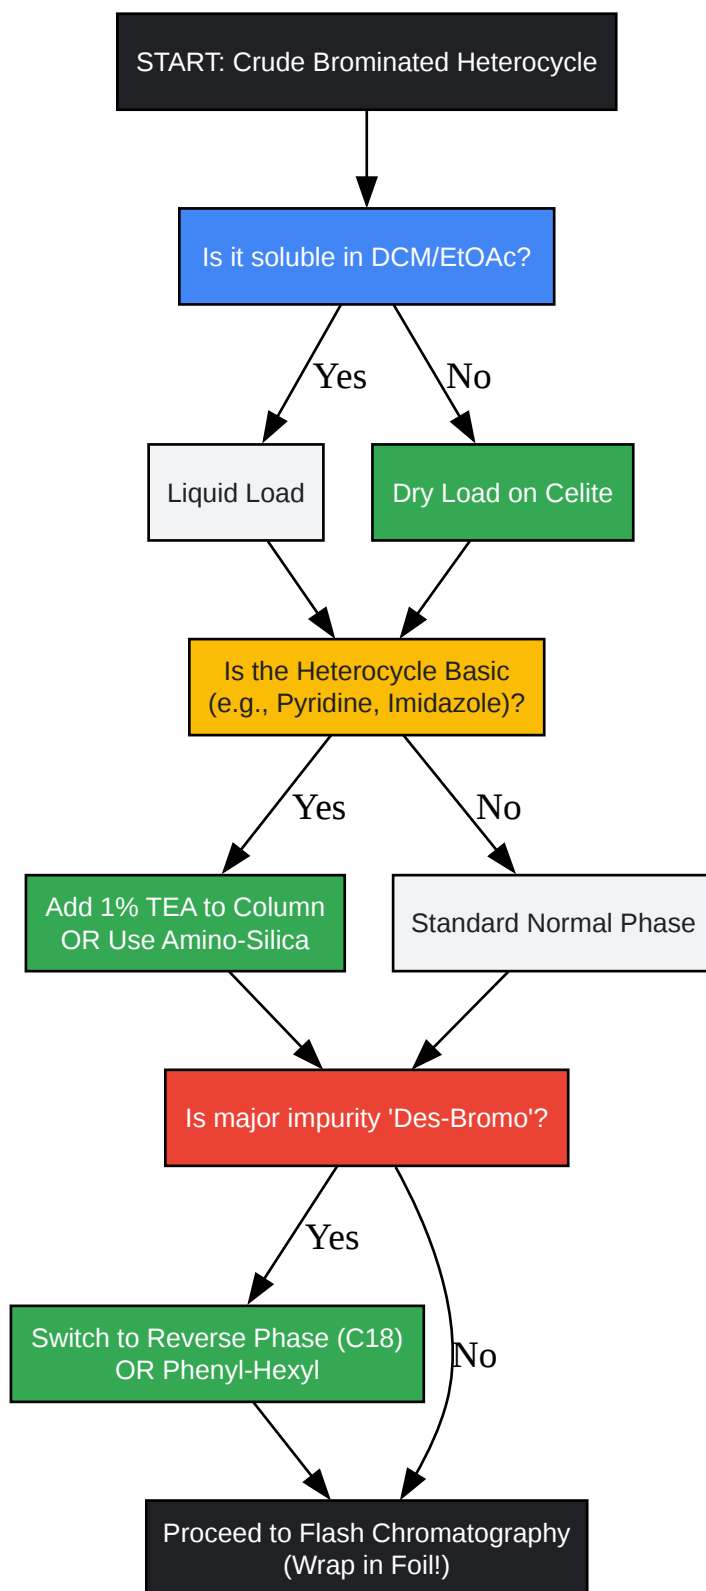 START: Crude Brominated Heterocycle
Is it soluble in DCM/EtOAc?
Yes
No
Liquid Load
Dry Load on Celite
Is the Heterocycle Basic
(e.g., Pyridine, Imidazole)?
Yes
No
Add 1% TEA to Column
OR Use Amino-Silica
Standard Normal Phase
Is major impurity 'Des-Bromo'?
Yes
Switch to Reverse Phase (C18)
OR Phenyl-Hexyl
No
Proceed to Flash Chromatography
(Wrap in Foil!)